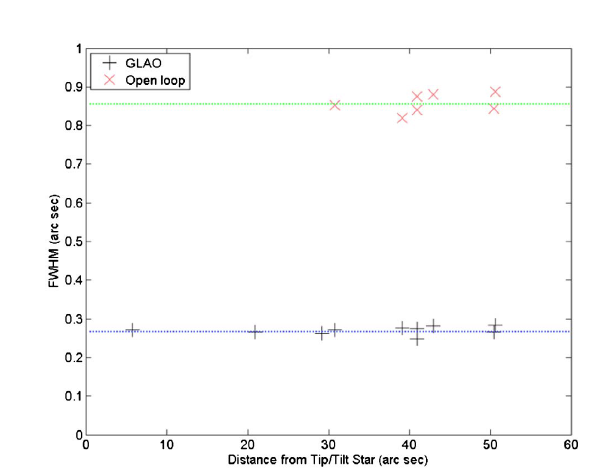 GLAO
Open loop
1
0.9
0.8
0.7
0.6
0.5
0.4
0.3
0.2
0.1
0
FWHM (arc sec)
0 10 20 30 40 50 60
Distance from Tip/Tilt Star (arc sec)